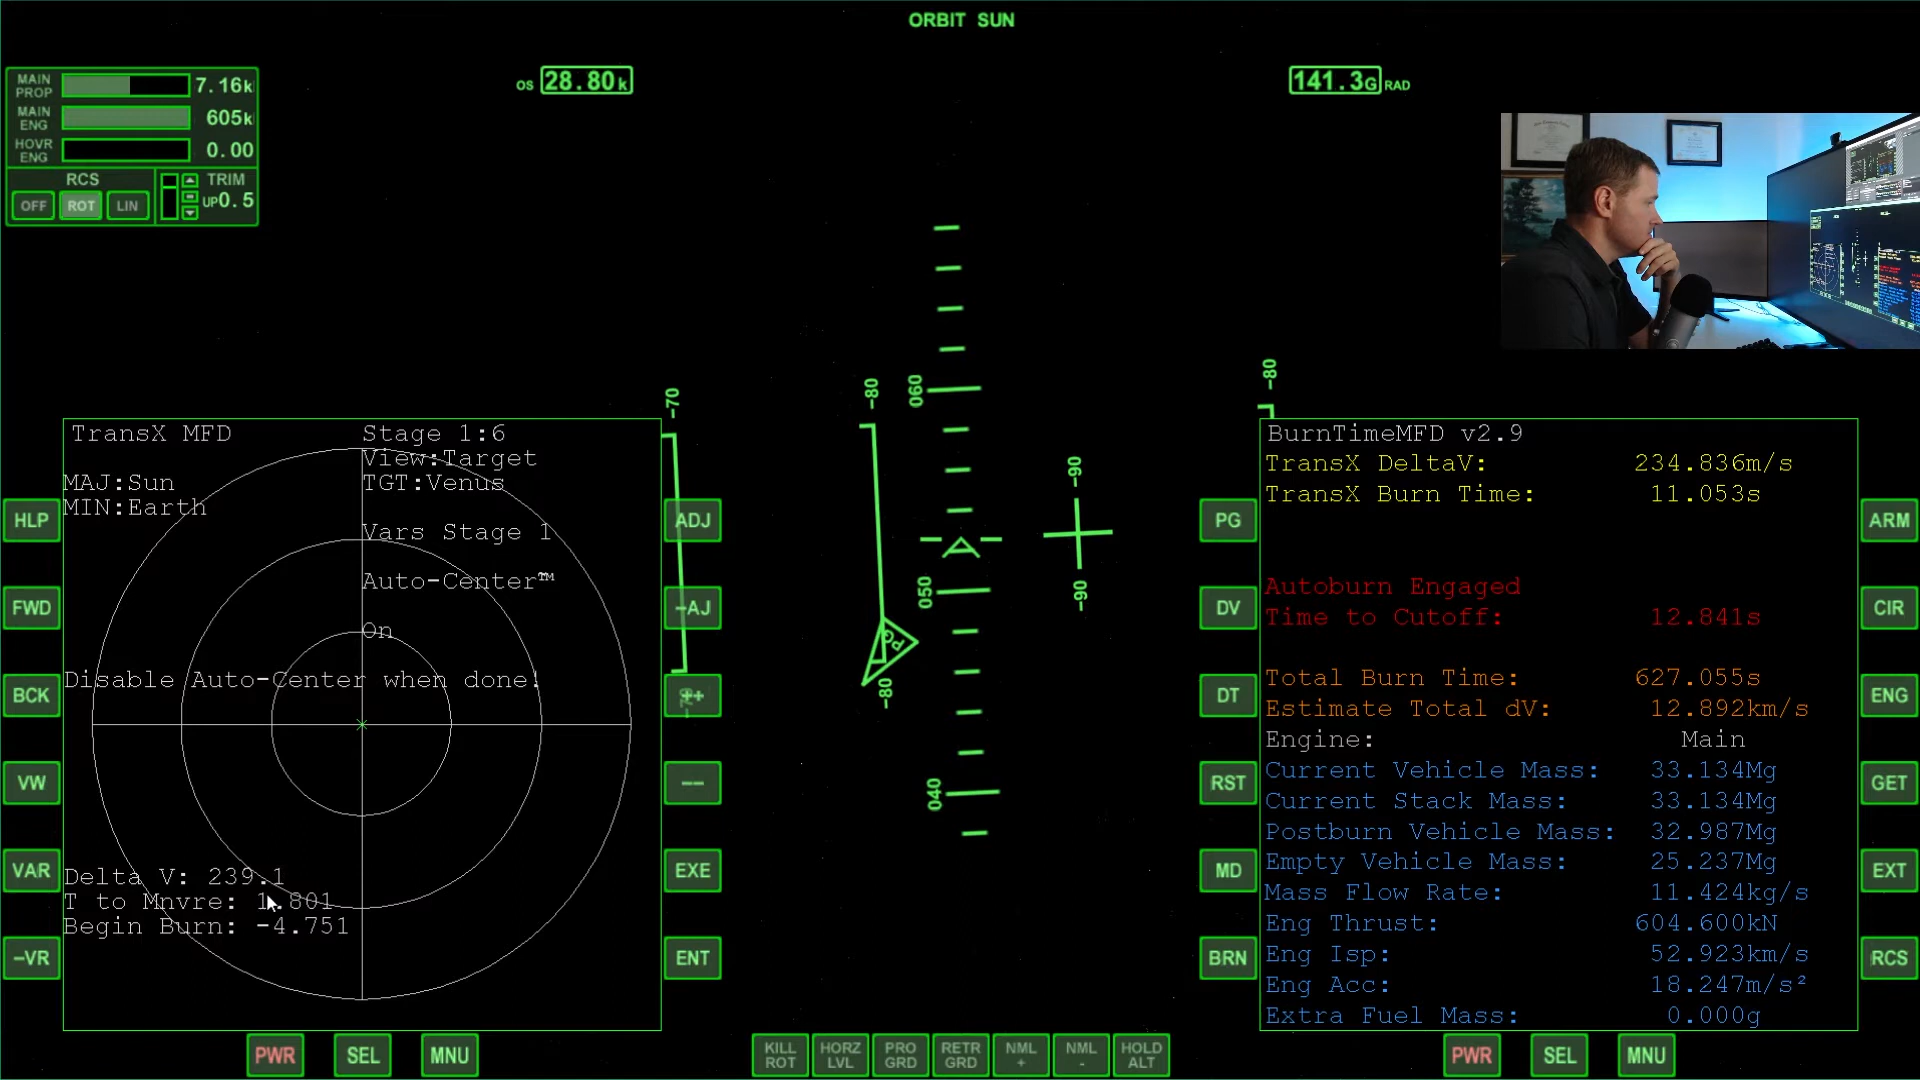 ORBIT SUN
MAIN PROP 7.16k
MAIN ENG 605k
HOVR ENG 0.00
RCS
OFF ROT LIN
TRIM
UP0.5
OS 28.80k
141.3G RAD
-70
-80
-80
060
050
040
-90
-90
-80
PG
TransX MFD Stage 1:6
View:Target
MAJ:Sun TGT:Venus
MIN:Earth
Vars Stage 1
Auto-Center™
On
Disable Auto-Center when done!
Delta V: 239.1
T to Mnvre: 1.801
Begin Burn: -4.751
HLP
FWD
BCK
VW
VAR
-VR
ADJ
-AJ
++
--
EXE
ENT
PWR SEL MNU
KILL ROT
HORZ LVL
PRO GRD
RETR GRD
NML +
NML -
HOLD ALT
PG
DV
DT
RST
MD
BRN
BurnTimeMFD v2.9
TransX DeltaV: 234.836m/s
TransX Burn Time: 11.053s
Autoburn Engaged
Time to Cutoff: 12.841s
Total Burn Time: 627.055s
Estimate Total dV: 12.892km/s
Engine: Main
Current Vehicle Mass: 33.134Mg
Current Stack Mass: 33.134Mg
Postburn Vehicle Mass: 32.987Mg
Empty Vehicle Mass: 25.237Mg
Mass Flow Rate: 11.424kg/s
Eng Thrust: 604.600kN
Eng Isp: 52.923km/s
Eng Acc: 18.247m/s²
Extra Fuel Mass: 0.000g
ARM
CIR
ENG
GET
EXT
RCS
PWR SEL MNU